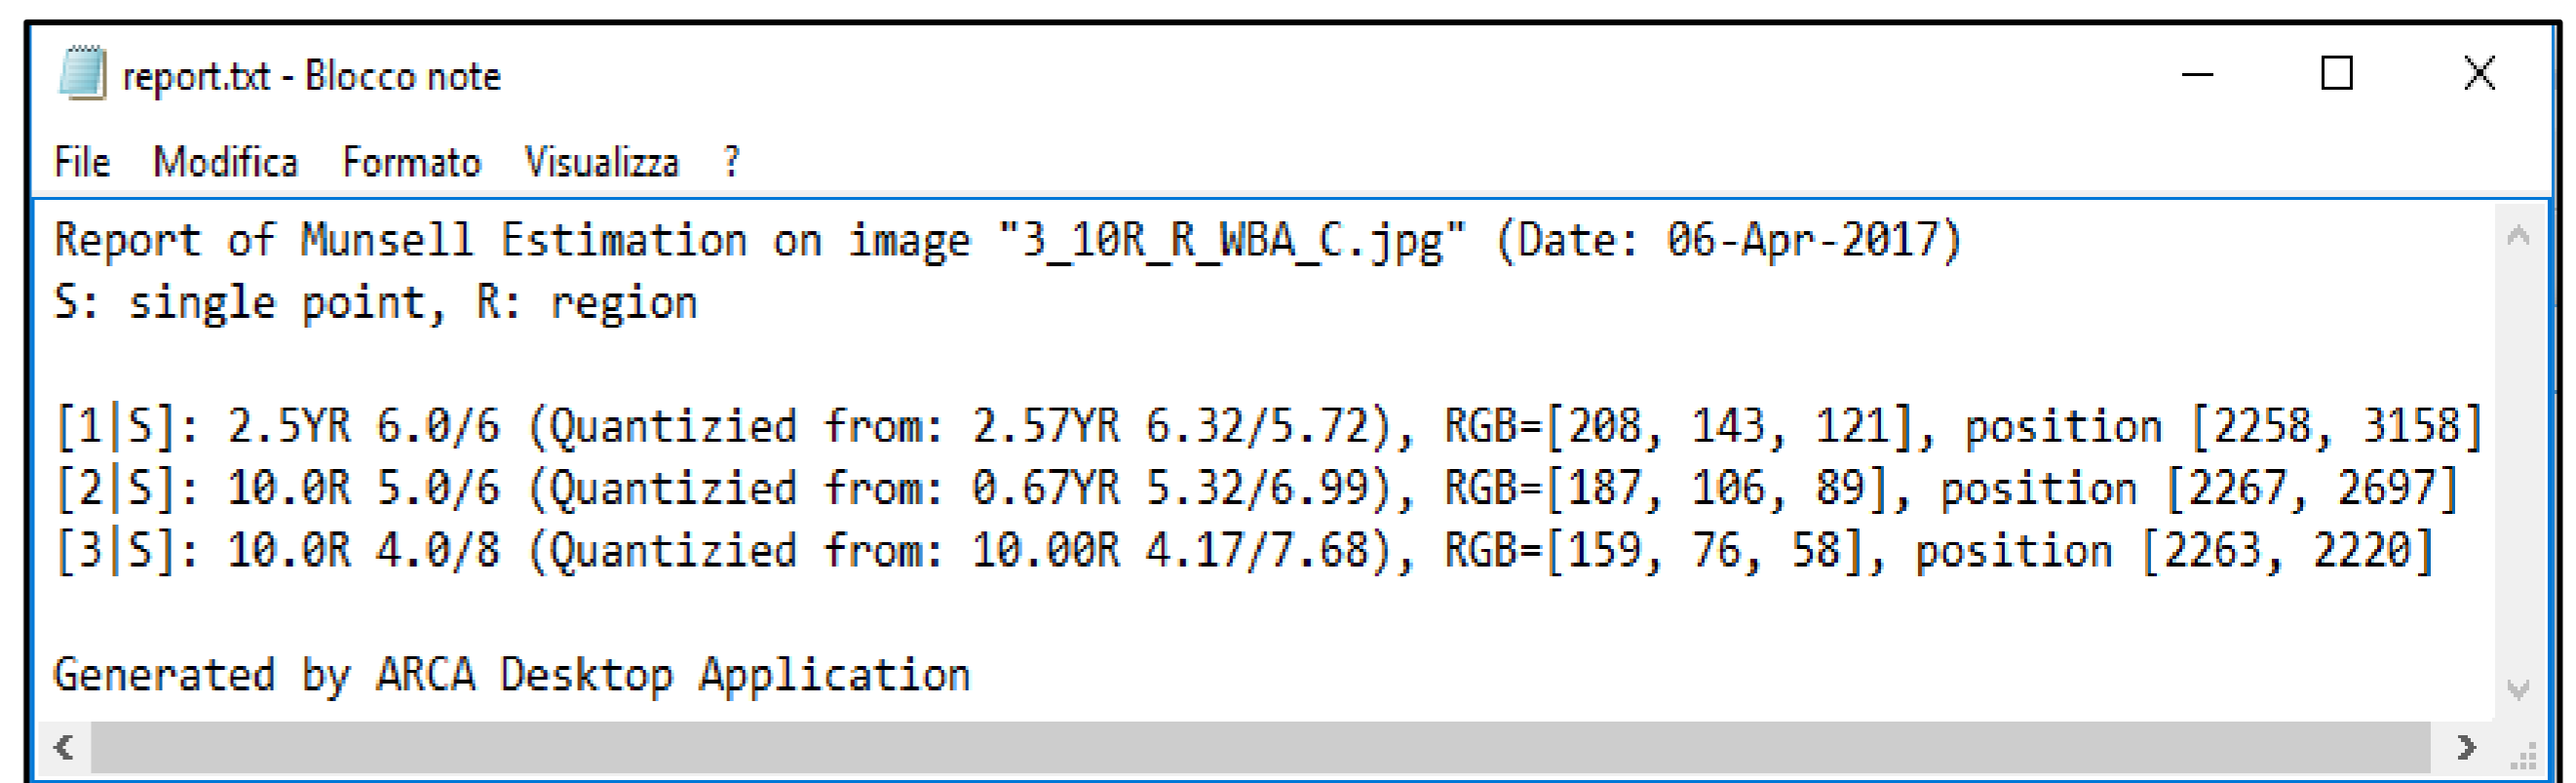 report.txt - Blocco note
File Modifica Formato Visualizza ?
Report of Munsell Estimation on image "3_10R_R_WBA_C.jpg" (Date: 06-Apr-2017)
S: single point, R: region
[1|S]: 2.5YR 6.0/6 (Quantizied from: 2.57YR 6.32/5.72), RGB=[208, 143, 121], position [2258, 3158]
[2|S]: 10.0R 5.0/6 (Quantizied from: 0.67YR 5.32/6.99), RGB=[187, 106, 89], position [2267, 2697]
[3|S]: 10.0R 4.0/8 (Quantizied from: 10.00R 4.17/7.68), RGB=[159, 76, 58], position [2263, 2220]
Generated by ARCA Desktop Application